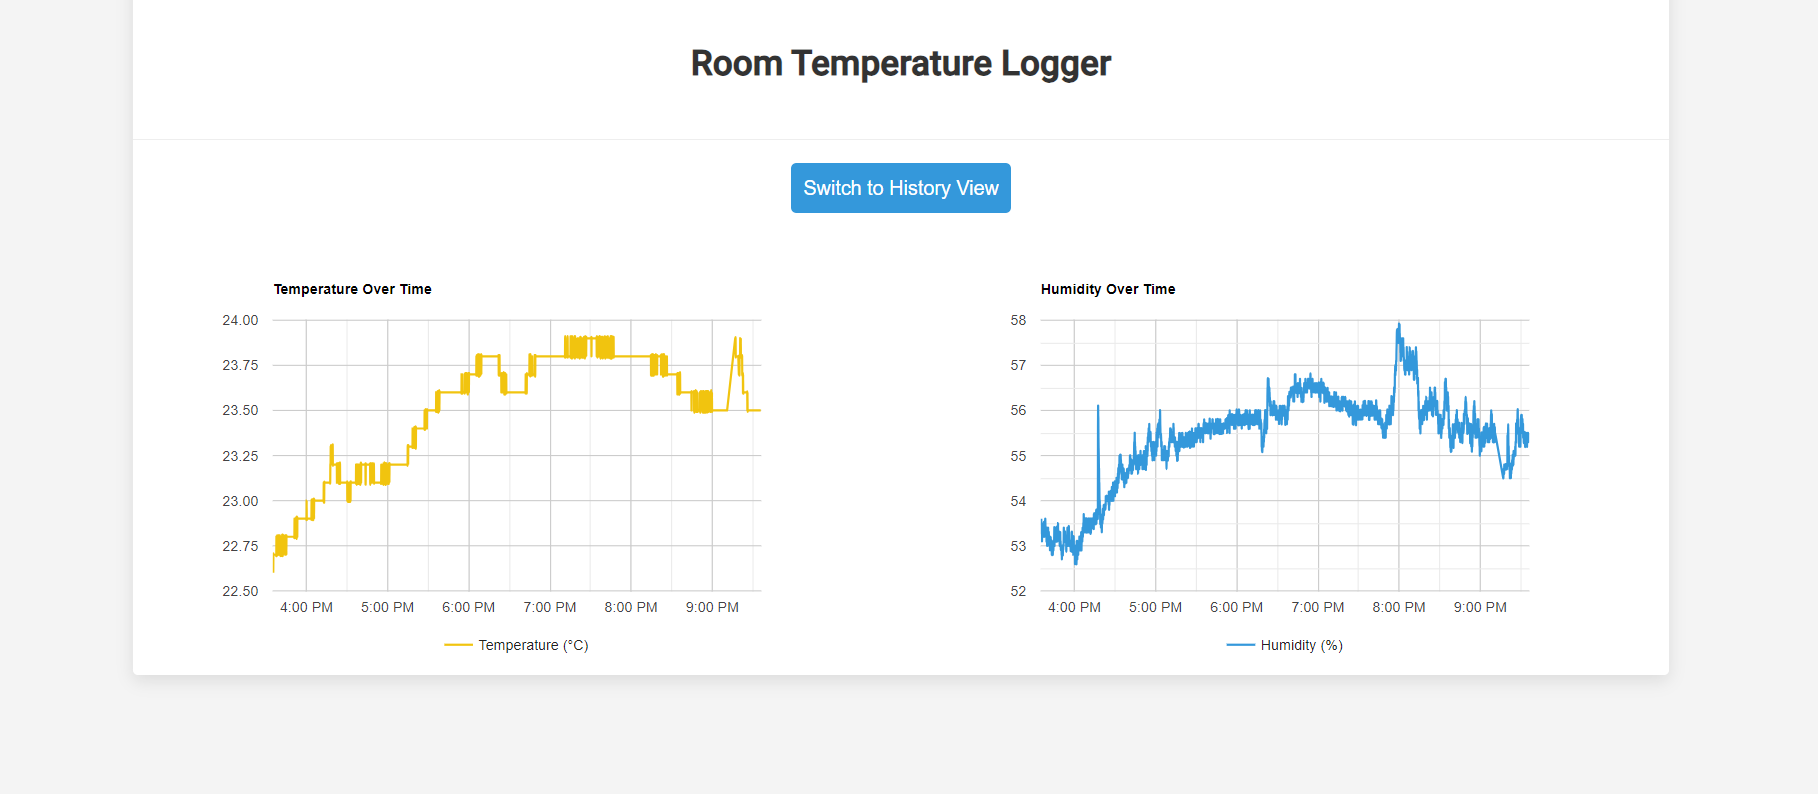 Room Temperature Logger
Switch to History View
Temperature Over Time
24.00
23.75
23.50
23.25
23.00
22.75
22.50
4:00 PM 5:00 PM 6:00 PM 7:00 PM 8:00 PM 9:00 PM
Temperature (°C)
Humidity Over Time
58
57
56
55
54
53
52
4:00 PM 5:00 PM 6:00 PM 7:00 PM 8:00 PM 9:00 PM
Humidity (%)